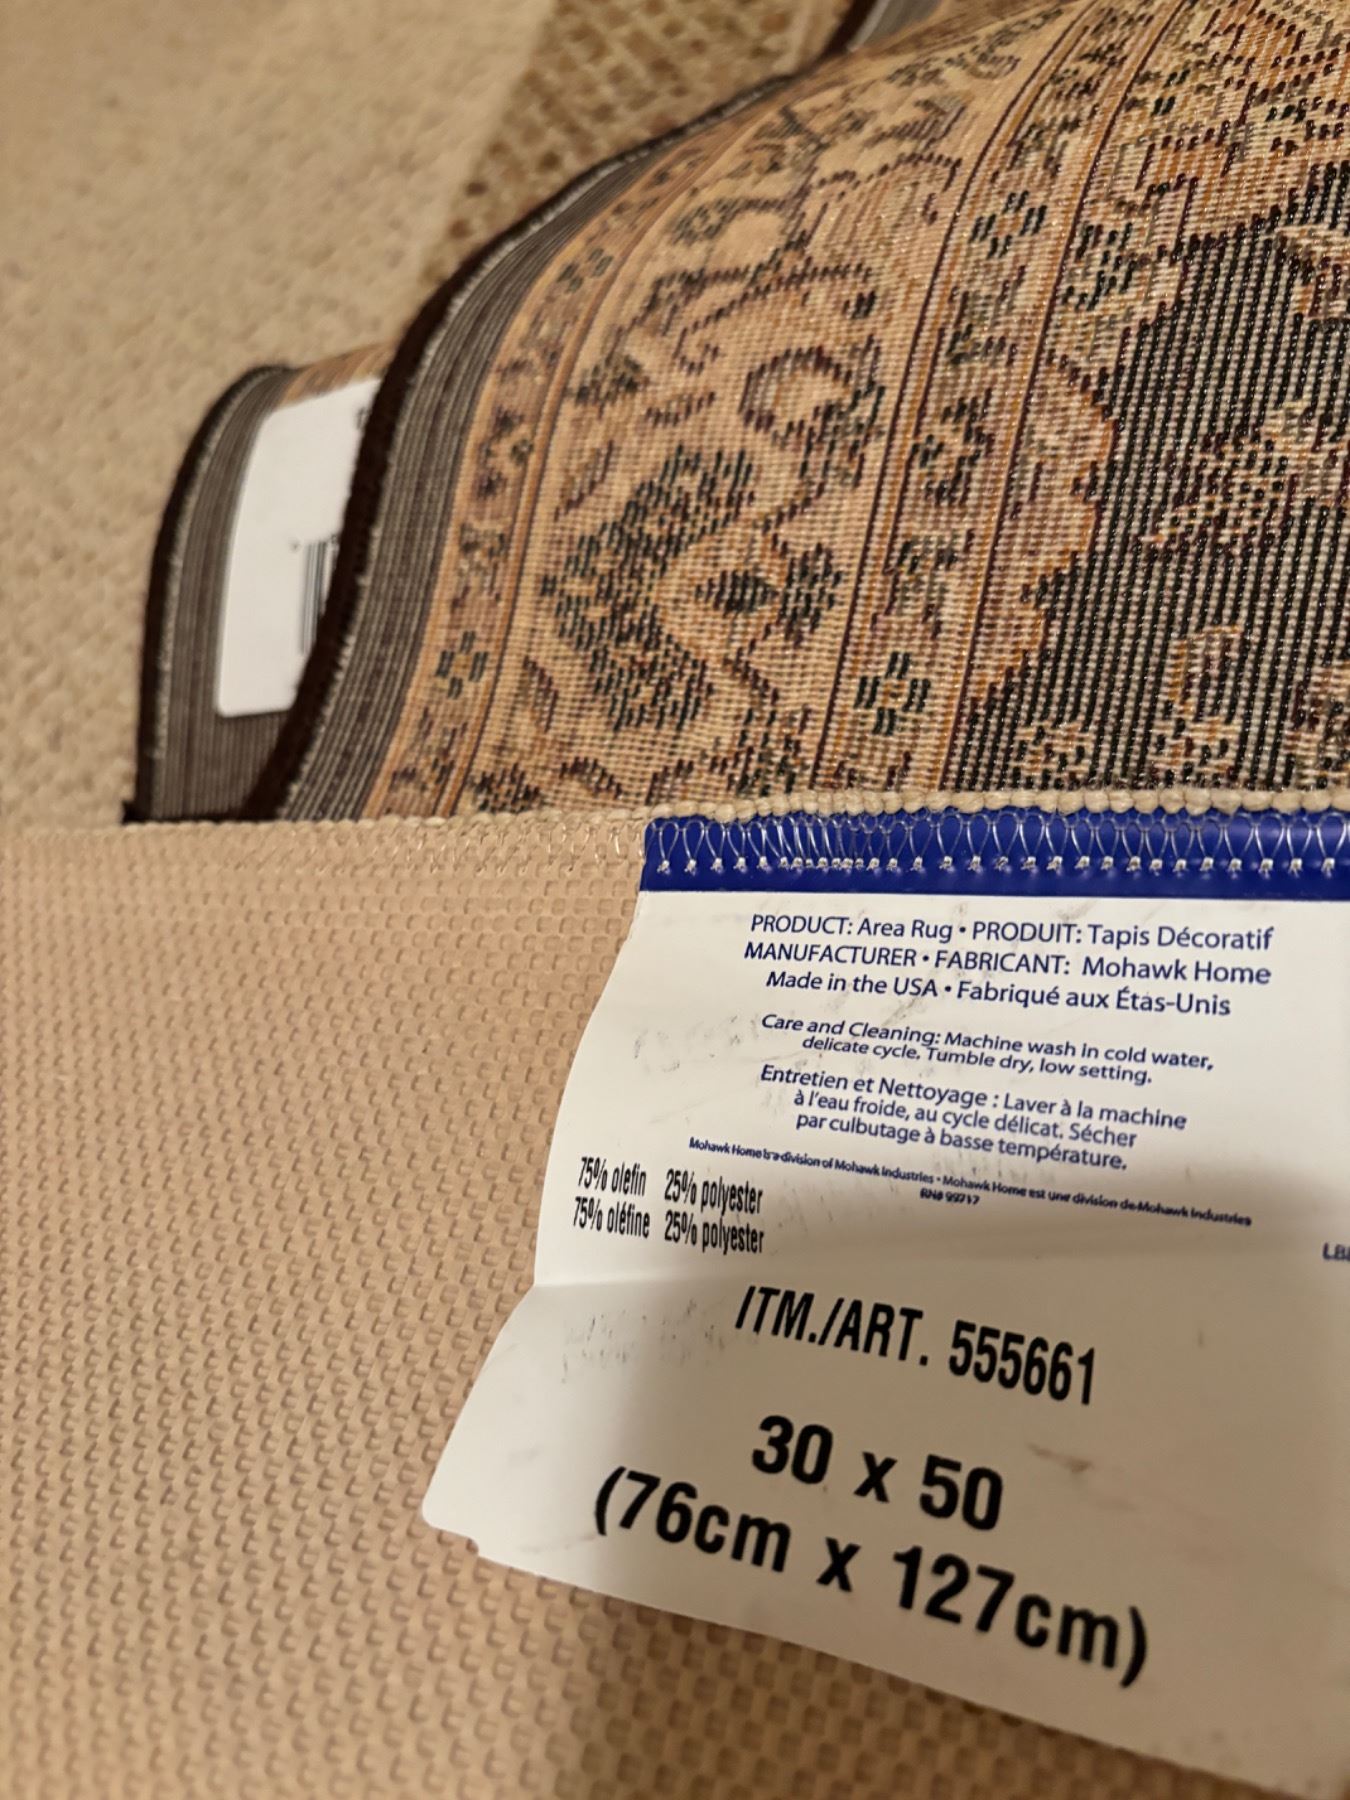 PRODUCT: Area Rug • PRODUIT: Tapis Décoratif
MANUFACTURER • FABRICANT: Mohawk Home
Made in the USA • Fabriqué aux Étas-Unis
Care and Cleaning: Machine wash in cold water,
delicate cycle. Tumble dry, low setting.
Entretien et Nettoyage : Laver à la machine
à l'eau froide, au cycle délicat. Sécher
par culbutage à basse température.
Mohawk Home is a division of Mohawk Industries • Mohawk Home est une division de Mohawk Industries
RN# 99717
75% olefin 25% polyester
75% oléfine 25% polyester
ITM./ART. 555661
30 x 50
(76cm x 127cm)